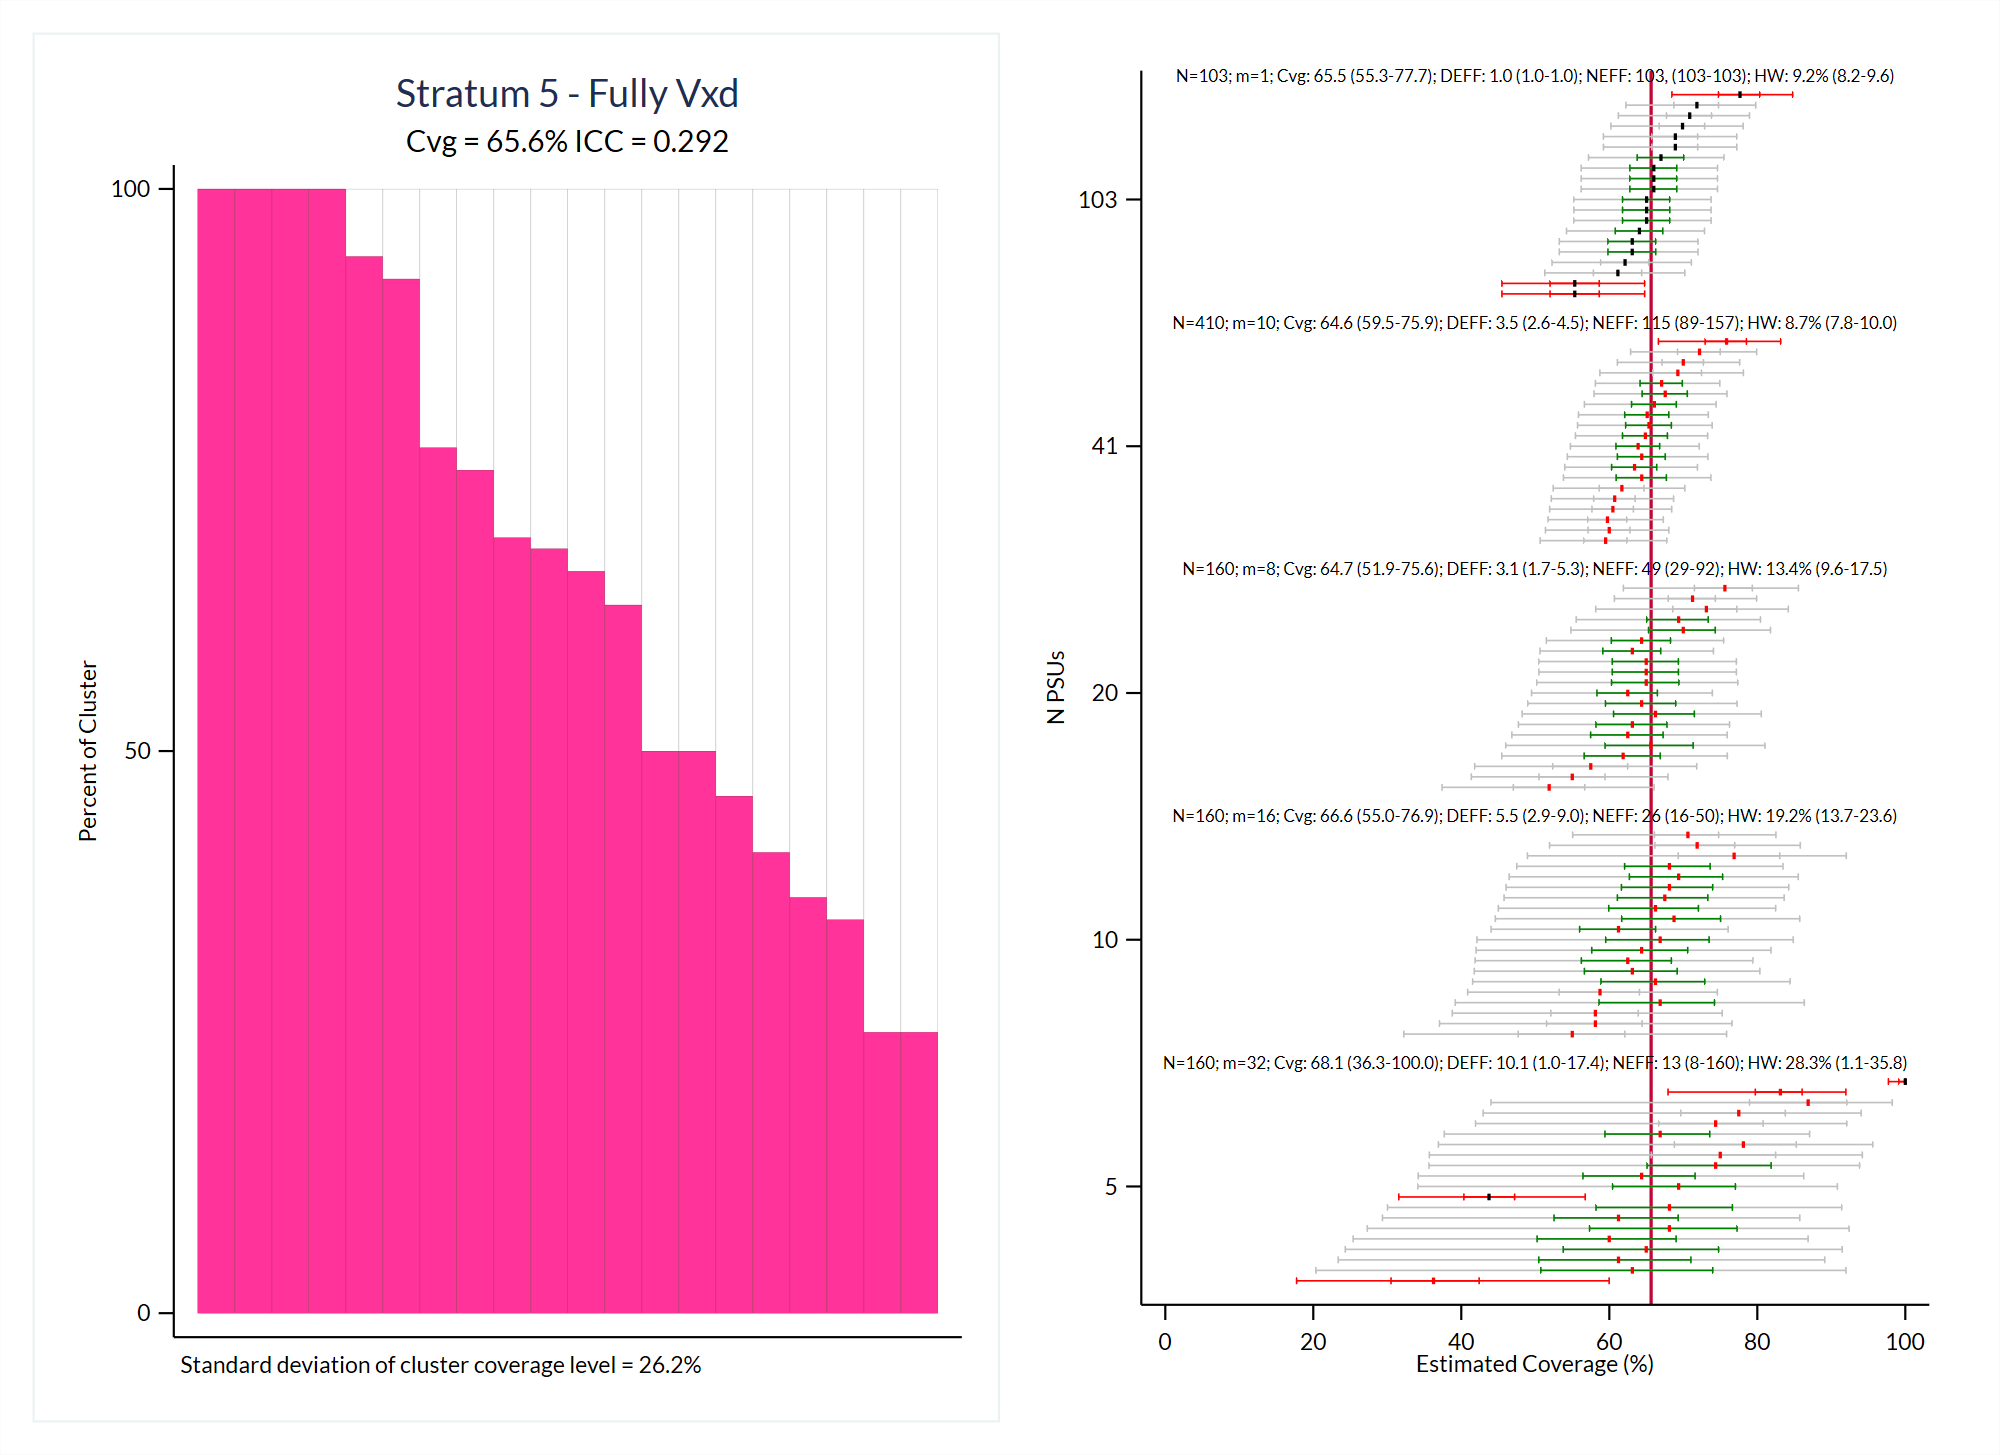 Stratum 5 - Fully Vxd
Cvg = 65.6% ICC = 0.292
100
50
0
Percent of Cluster
Standard deviation of cluster coverage level = 26.2%
N=103; m=1; Cvg: 65.5 (55.3-77.7); DEFF: 1.0 (1.0-1.0); NEFF: 103, (103-103); HW: 9.2% (8.2-9.6)
103
N=410; m=10; Cvg: 64.6 (59.5-75.9); DEFF: 3.5 (2.6-4.5); NEFF: 115 (89-157); HW: 8.7% (7.8-10.0)
41
N=160; m=8; Cvg: 64.7 (51.9-75.6); DEFF: 3.1 (1.7-5.3); NEFF: 49 (29-92); HW: 13.4% (9.6-17.5)
20
N PSUs
N=160; m=16; Cvg: 66.6 (55.0-76.9); DEFF: 5.5 (2.9-9.0); NEFF: 26 (16-50); HW: 19.2% (13.7-23.6)
10
N=160; m=32; Cvg: 68.1 (36.3-100.0); DEFF: 10.1 (1.0-17.4); NEFF: 13 (8-160); HW: 28.3% (1.1-35.8)
5
0 20 40 60 80 100
Estimated Coverage (%)